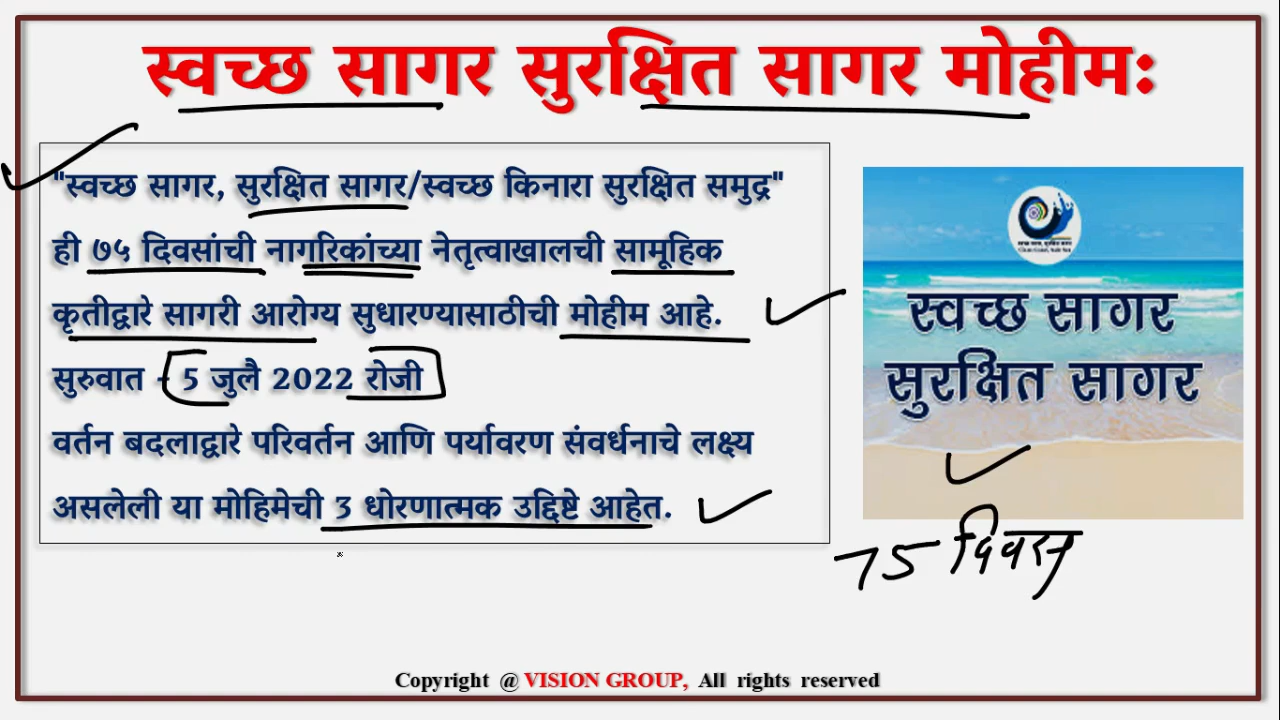 स्वच्छ सागर सुरक्षित सागर मोहीमः
"स्वच्छ सागर, सुरक्षित सागर/स्वच्छ किनारा सुरक्षित समुद्र"
ही ७५ दिवसांची नागरिकांच्या नेतृत्वाखालची सामूहिक
कृतीद्वारे सागरी आरोग्य सुधारण्यासाठीची मोहीम आहे.
सुरुवात - 5 जुलै 2022 रोजी
वर्तन बदलाद्वारे परिवर्तन आणि पर्यावरण संवर्धनाचे लक्ष्य
असलेली या मोहिमेची 3 धोरणात्मक उद्दिष्टे आहेत.
स्वच्छ सागर
सुरक्षित सागर
75 दिवस
Copyright @ VISION GROUP, All rights reserved